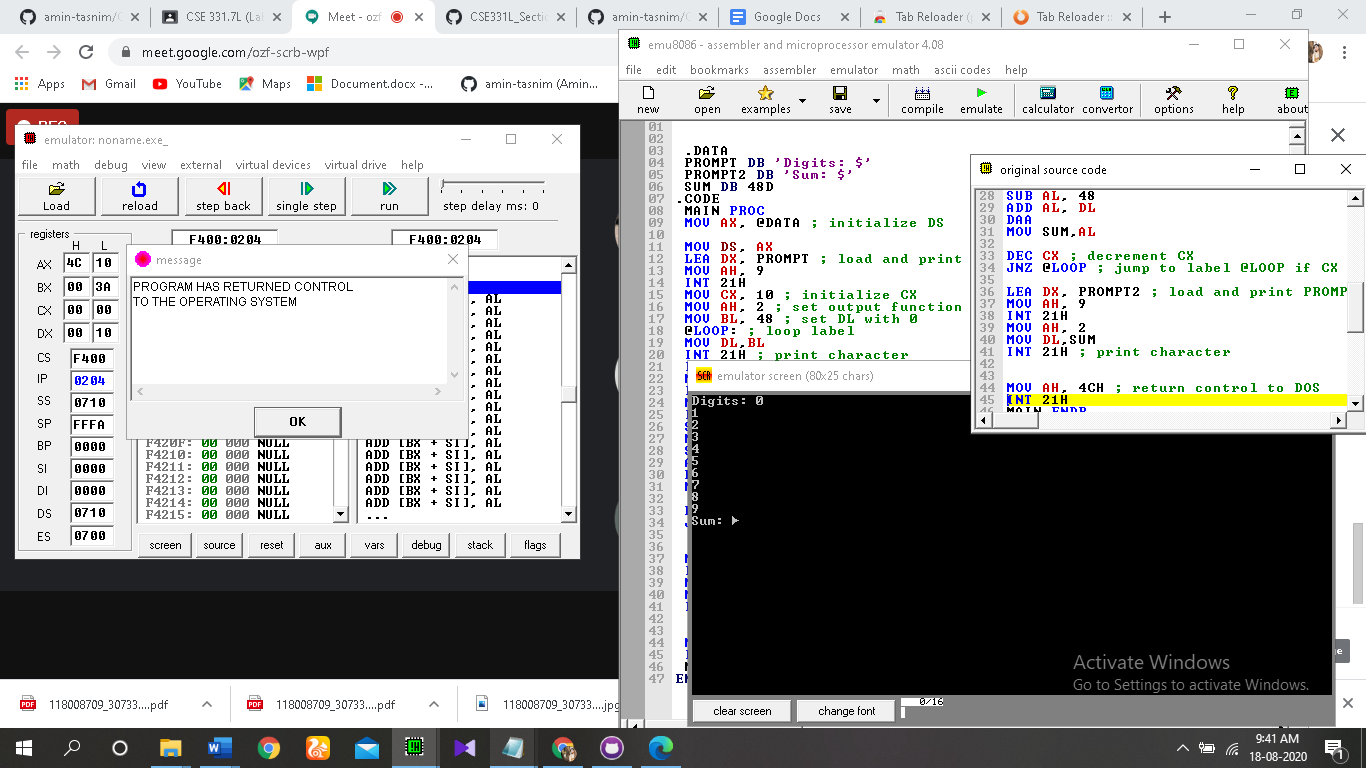 amin-tasnim/(
CSE 331.7L (La
Meet - ozf
CSE331L_Secti
amin-tasnim/(
Google Docs
Tab Reloader (
Tab Reloader :
meet.google.com/ozf-scrb-wpf
Apps
Gmail
YouTube
Maps
Document.docx -...
amin-tasnim (Amin...
emulator: noname.exe_
file math debug view external virtual devices virtual drive help
Load
reload
step back
single step
run
step delay ms: 0
registers
H L
F400:0204
F400:0204
AX 4C 10
BX 00 3A
CX 00 00
DX 00 10
CS F400
IP 0204
SS 0710
SP FFFA
BP 0000
SI 0000
DI 0000
DS 0710
ES 0700
message
PROGRAM HAS RETURNED CONTROL
TO THE OPERATING SYSTEM
OK
, AL
, AL
, AL
, AL
, AL
, AL
, AL
, AL
, AL
, AL
, AL
, AL
F420F: 00 000 NULL ADD [BX + SI], AL
F4210: 00 000 NULL ADD [BX + SI], AL
F4211: 00 000 NULL ADD [BX + SI], AL
F4212: 00 000 NULL ADD [BX + SI], AL
F4213: 00 000 NULL ADD [BX + SI], AL
F4214: 00 000 NULL ADD [BX + SI], AL
F4215: 00 000 NULL ...
screen source reset aux vars debug stack flags
emu8086 - assembler and microprocessor emulator 4.08
file edit bookmarks assembler emulator math ascii codes help
new open examples save compile emulate calculator convertor options help about
01
02
03 .DATA
04 PROMPT DB 'Digits: $'
05 PROMPT2 DB 'Sum: $'
06 SUM DB 48D
07 .CODE
08 MAIN PROC
09 MOV AX, @DATA ; initialize DS
10
11 MOV DS, AX
12 LEA DX, PROMPT ; load and print
13 MOV AH, 9
14 INT 21H
15 MOV CX, 10 ; initialize CX
16 MOV AH, 2 ; set output function
17 MOV BL, 48 ; set DL with 0
18 @LOOP: ; loop label
19 MOV DL,BL
20 INT 21H ; print character
21
22
23
24
25
26
27
28
29
30
31
32
33
34
35
36
37
38
39
40
41
42
43
44
45
46
47
original source code
28 SUB AL, 48
29 ADD AL, DL
30 DAA
31 MOV SUM,AL
32
33 DEC CX ; decrement CX
34 JNZ @LOOP ; jump to label @LOOP if CX
35
36 LEA DX, PROMPT2 ; load and print PROMP
37 MOV AH, 9
38 INT 21H
39 MOV AH, 2
40 MOV DL,SUM
41 INT 21H ; print character
42
43
44 MOV AH, 4CH ; return control to DOS
45 INT 21H
46 MAIN ENDP
emulator screen (80x25 chars)
Digits: 0
1
2
3
4
5
6
7
8
9
Sum: ►
clear screen
change font
0/16
Activate Windows
Go to Settings to activate Windows.
118008709_30733....pdf
118008709_30733....pdf
118008709_30733....jpg
9:41 AM
18-08-2020
1